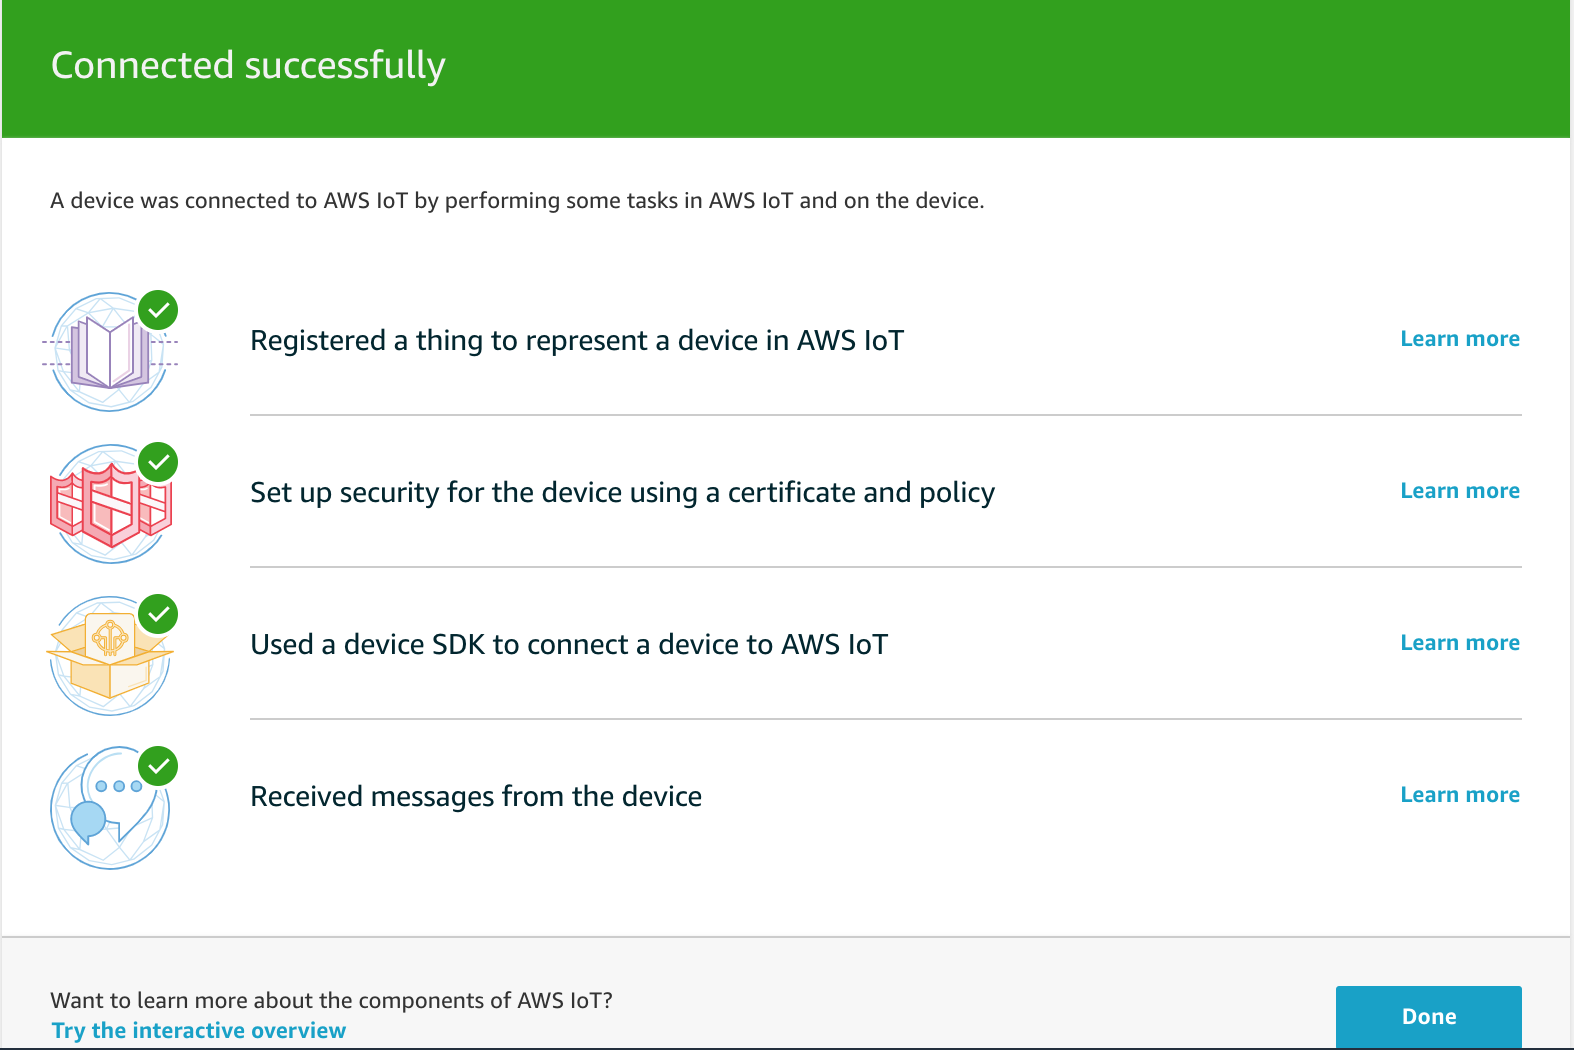 Connected successfully
A device was connected to AWS IoT by performing some tasks in AWS IoT and on the device.
Registered a thing to represent a device in AWS IoT
Learn more
Set up security for the device using a certificate and policy
Learn more
Used a device SDK to connect a device to AWS IoT
Learn more
Received messages from the device
Learn more
Want to learn more about the components of AWS IoT?
Try the interactive overview
Done